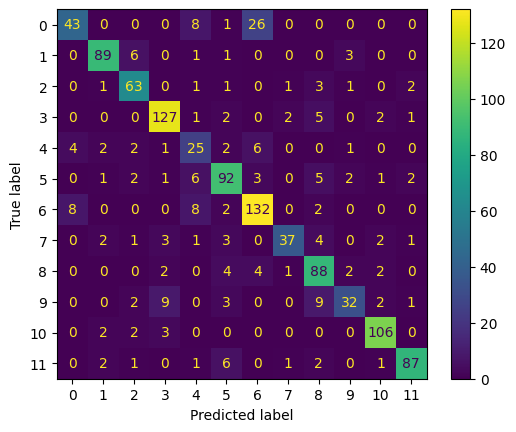 0 43 0 0 0 8 1 26 0 0 0 0 0
1 0 89 6 0 1 1 0 0 0 3 0 0
2 0 1 63 0 1 1 0 1 3 1 0 2
3 0 0 0 127 1 2 0 2 5 0 2 1
4 4 2 2 1 25 2 6 0 0 1 0 0
5 0 1 2 1 6 92 3 0 5 2 1 2
6 8 0 0 0 8 2 132 0 2 0 0 0
7 0 2 1 3 1 3 0 37 4 0 2 1
8 0 0 0 2 0 4 4 1 88 2 2 0
9 0 0 2 9 0 3 0 0 9 32 2 1
10 0 2 2 3 0 0 0 0 0 0 106 0
11 0 2 1 0 1 6 0 1 2 0 1 87
0 1 2 3 4 5 6 7 8 9 10 11
Predicted label
True label
120
100
80
60
40
20
0